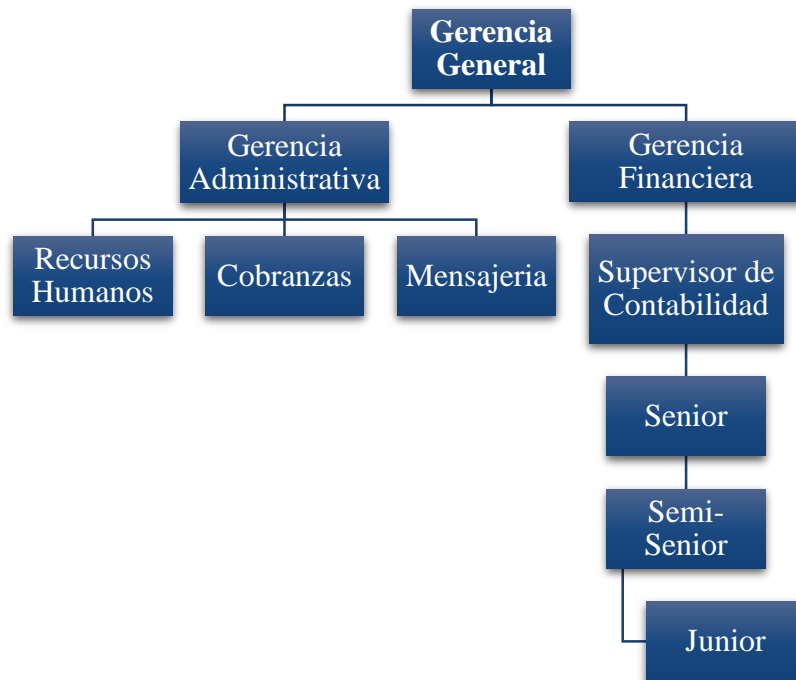 Gerencia
General
Gerencia
Administrativa
Gerencia
Financiera
Recursos
Humanos
Cobranzas
Mensajeria
Supervisor de
Contabilidad
Senior
Semi-
Senior
Junior